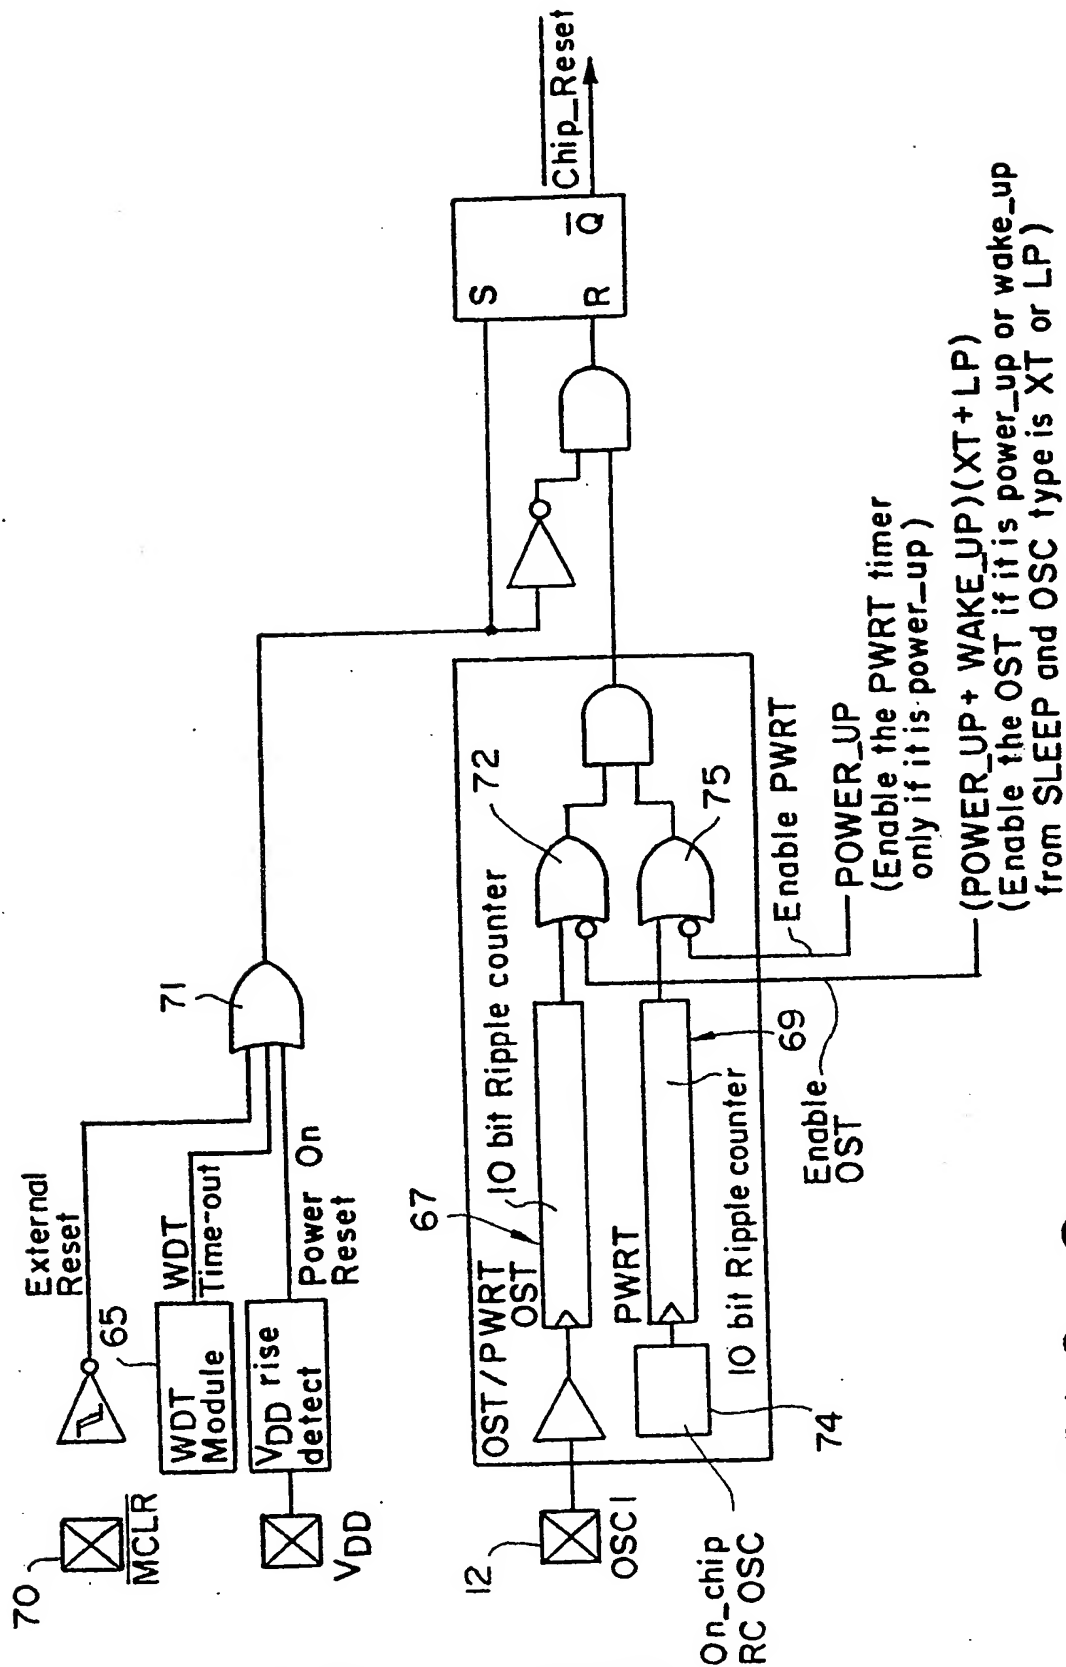 70
MCLR
External
Reset
65
WDT
Module
WDT
Time-out
VDD rise
detect
VDD
Power On
Reset
71
S
R
Q
Chip_Reset
12
OSC1
OST/PWRT
OST
67
10 bit Ripple counter
72
PWRT
10 bit Ripple counter
69
75
74
On_chip
RC OSC
Enable
OST
Enable PWRT
POWER_UP
(Enable the PWRT timer
only if it is power_up)
(POWER_UP+ WAKE_UP)(XT+LP)
(Enable the OST if it is power_up or wake_up
from SLEEP and OSC type is XT or LP)